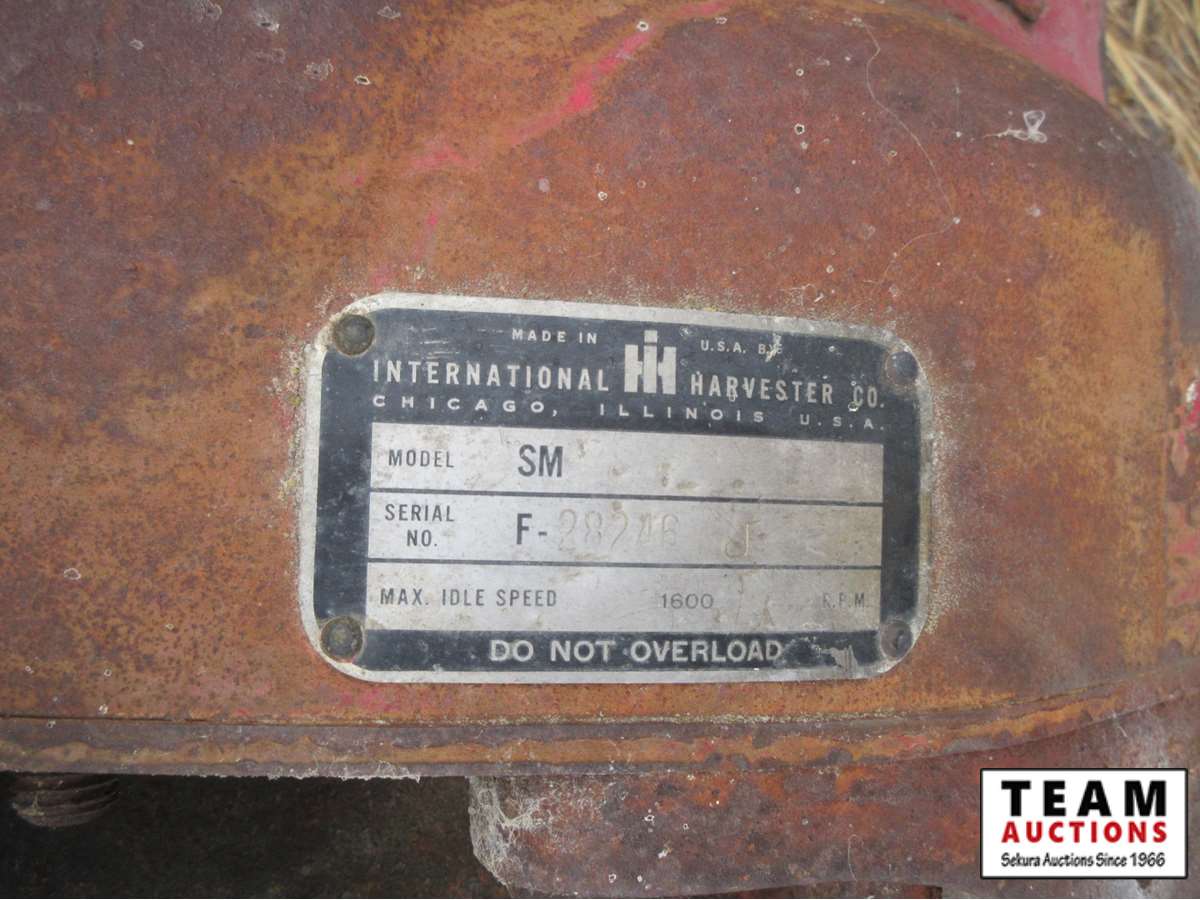 MADE IN IH U.S.A. BY
INTERNATIONAL HARVESTER CO.
CHICAGO, ILLINOIS U.S.A.
MODEL SM
SERIAL NO. F-28246 J
MAX. IDLE SPEED 1600 R.P.M.
DO NOT OVERLOAD
TEAM
AUCTIONS
Sekura Auctions Since 1966